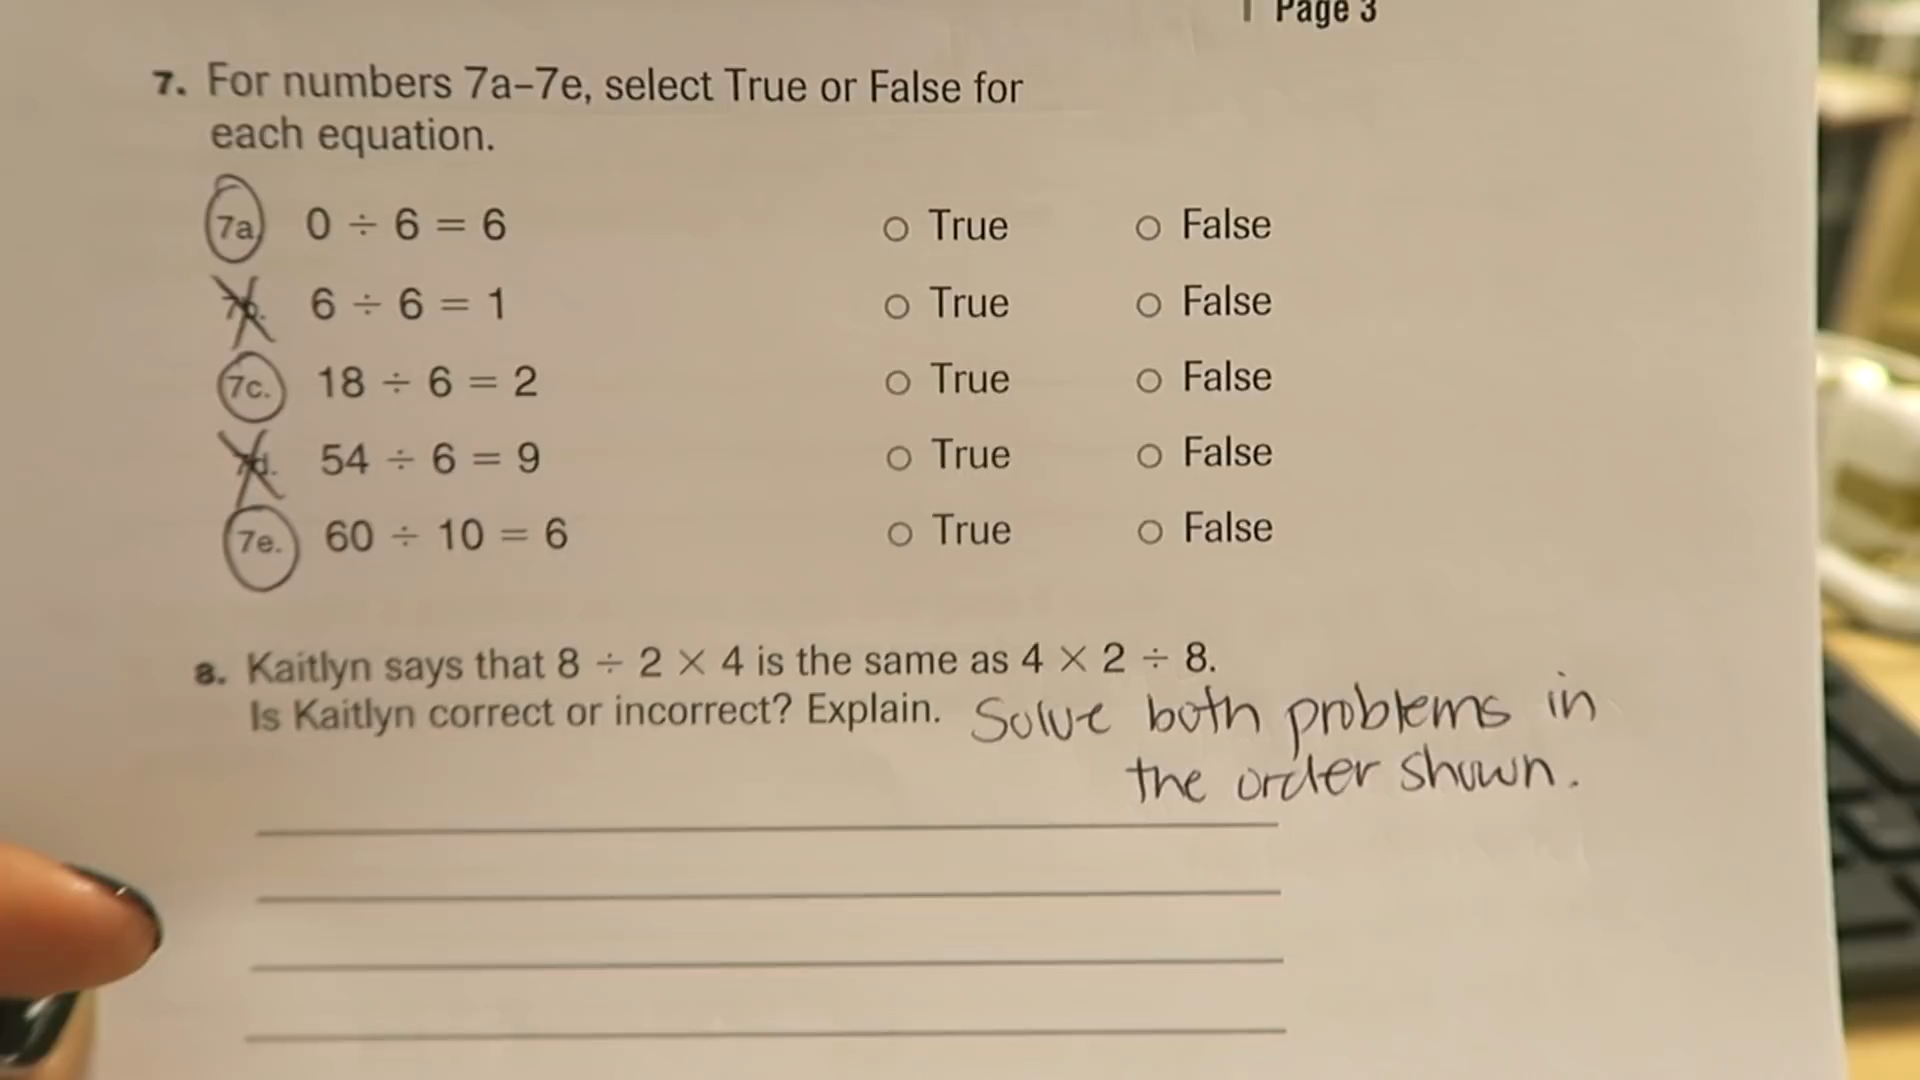 Page 3
7. For numbers 7a–7e, select True or False for
each equation.
7a 0 ÷ 6 = 6 True False
7b. 6 ÷ 6 = 1 True False
7c. 18 ÷ 6 = 2 True False
7d. 54 ÷ 6 = 9 True False
7e. 60 ÷ 10 = 6 True False
8. Kaitlyn says that 8 ÷ 2 × 4 is the same as 4 × 2 ÷ 8.
Is Kaitlyn correct or incorrect? Explain. Solve both problems in
the order shown.